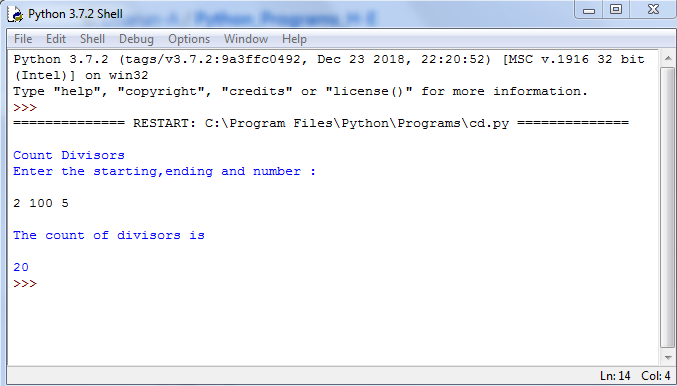 Python 3.7.2 Shell
File Edit Shell Debug Options Window Help
Python 3.7.2 (tags/v3.7.2:9a3ffc0492, Dec 23 2018, 22:20:52) [MSC v.1916 32 bit
(Intel)] on win32
Type "help", "copyright", "credits" or "license()" for more information.
>>>
============== RESTART: C:\Program Files\Python\Programs\cd.py ==============
Count Divisors
Enter the starting,ending and number :
2 100 5
The count of divisors is
20
>>>
Ln: 14 Col: 4